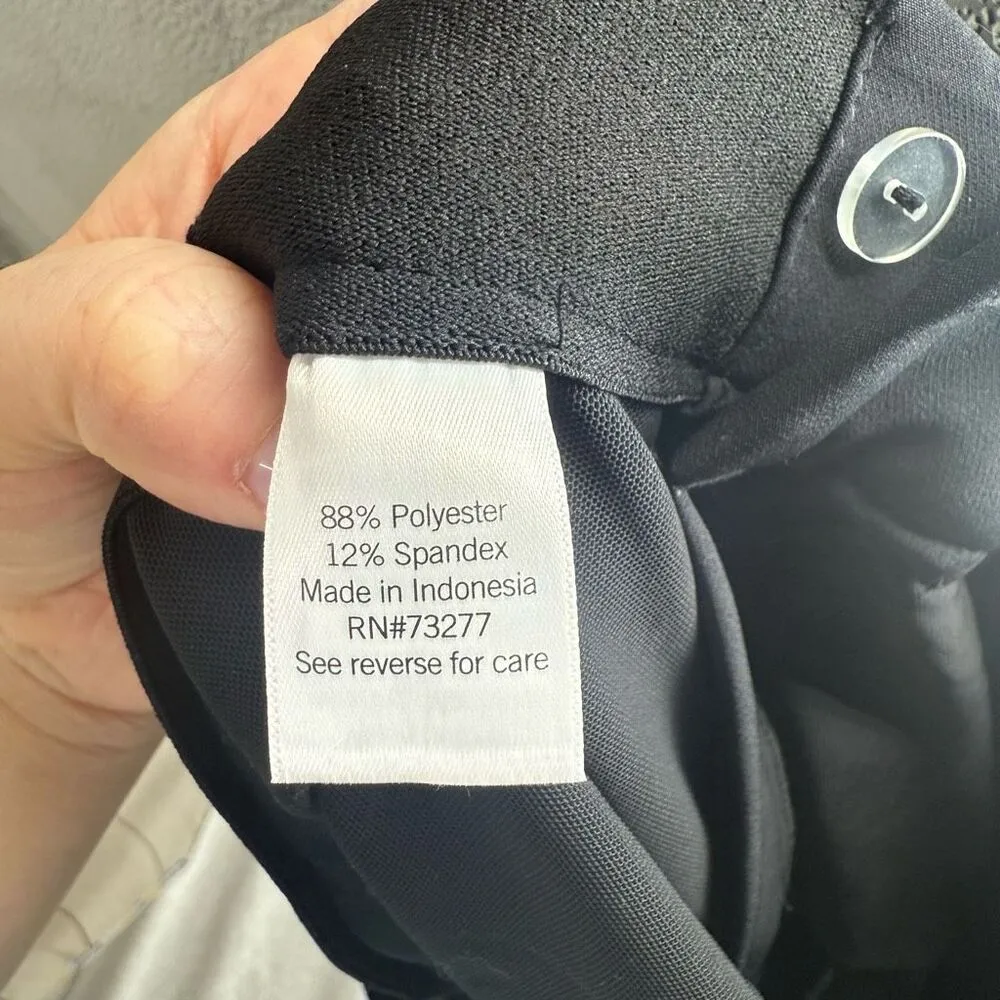 88% Polyester
12% Spandex
Made in Indonesia
RN#73277
See reverse for care